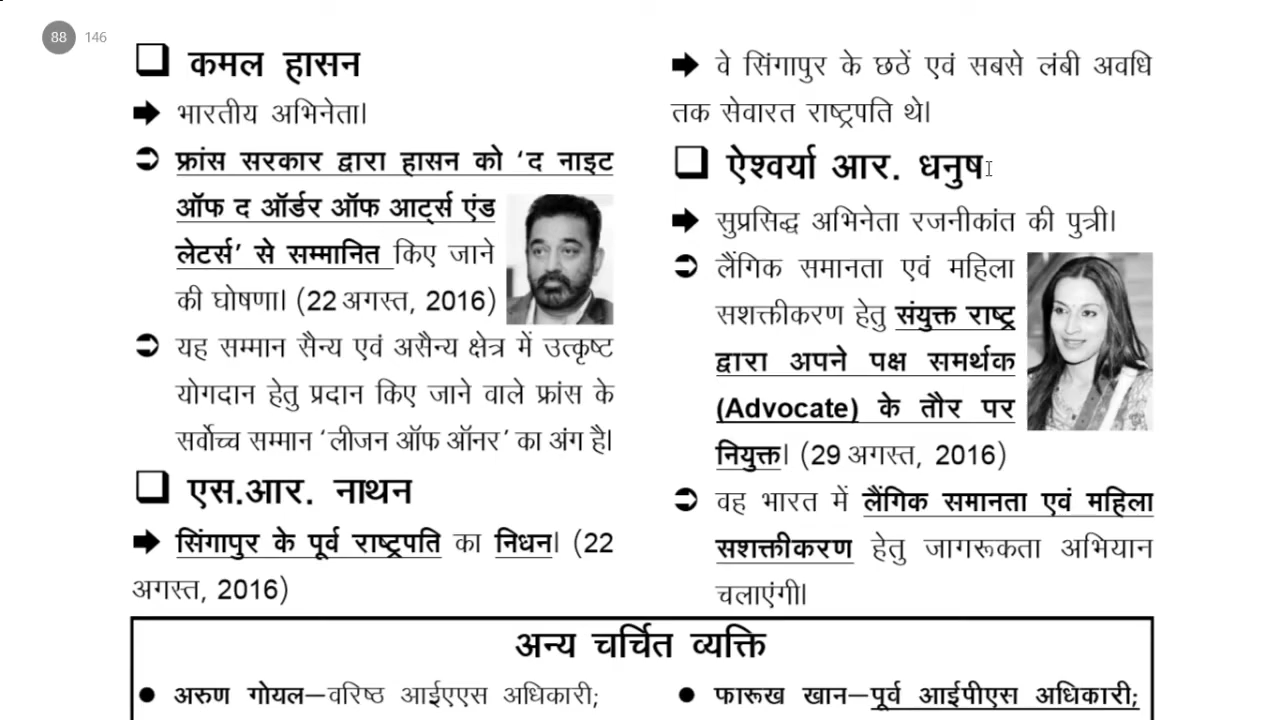 88 146
❑ कमल हासन
➡ भारतीय अभिनेता।
➲ फ्रांस सरकार द्वारा हासन को ‘द नाइट
ऑफ द ऑर्डर ऑफ आर्ट्स एंड
लेटर्स’ से सम्मानित किए जाने
की घोषणा। (22 अगस्त, 2016)
➲ यह सम्मान सैन्य एवं असैन्य क्षेत्र में उत्कृष्ट
योगदान हेतु प्रदान किए जाने वाले फ्रांस के
सर्वोच्च सम्मान ‘लीजन ऑफ ऑनर’ का अंग है।
❑ एस.आर. नाथन
➡ सिंगापुर के पूर्व राष्ट्रपति का निधन। (22
अगस्त, 2016)
➡ वे सिंगापुर के छठें एवं सबसे लंबी अवधि
तक सेवारत राष्ट्रपति थे।
❑ ऐश्वर्या आर. धनुष
➡ सुप्रसिद्ध अभिनेता रजनीकांत की पुत्री।
➲ लैंगिक समानता एवं महिला
सशक्तीकरण हेतु संयुक्त राष्ट्र
द्वारा अपने पक्ष समर्थक
(Advocate) के तौर पर
नियुक्त। (29 अगस्त, 2016)
➲ वह भारत में लैंगिक समानता एवं महिला
सशक्तीकरण हेतु जागरूकता अभियान
चलाएंगी।
अन्य चर्चित व्यक्ति
● अरुण गोयल–वरिष्ठ आईएएस अधिकारी;
● फारूख खान–पूर्व आईपीएस अधिकारी;